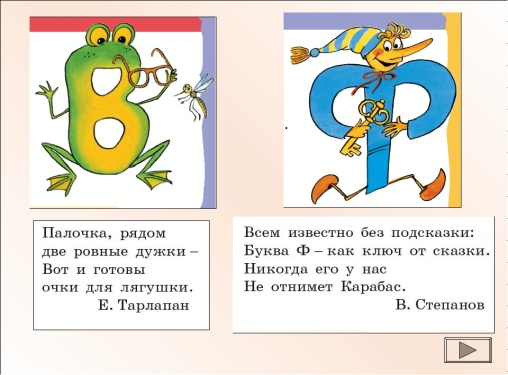 В
Ф
Палочка, рядом
две ровные дужки –
Вот и готовы
очки для лягушки.
Е. Тарлапан
Всем известно без подсказки:
Буква Ф – как ключ от сказки.
Никогда его у нас
Не отнимет Карабас.
В. Степанов